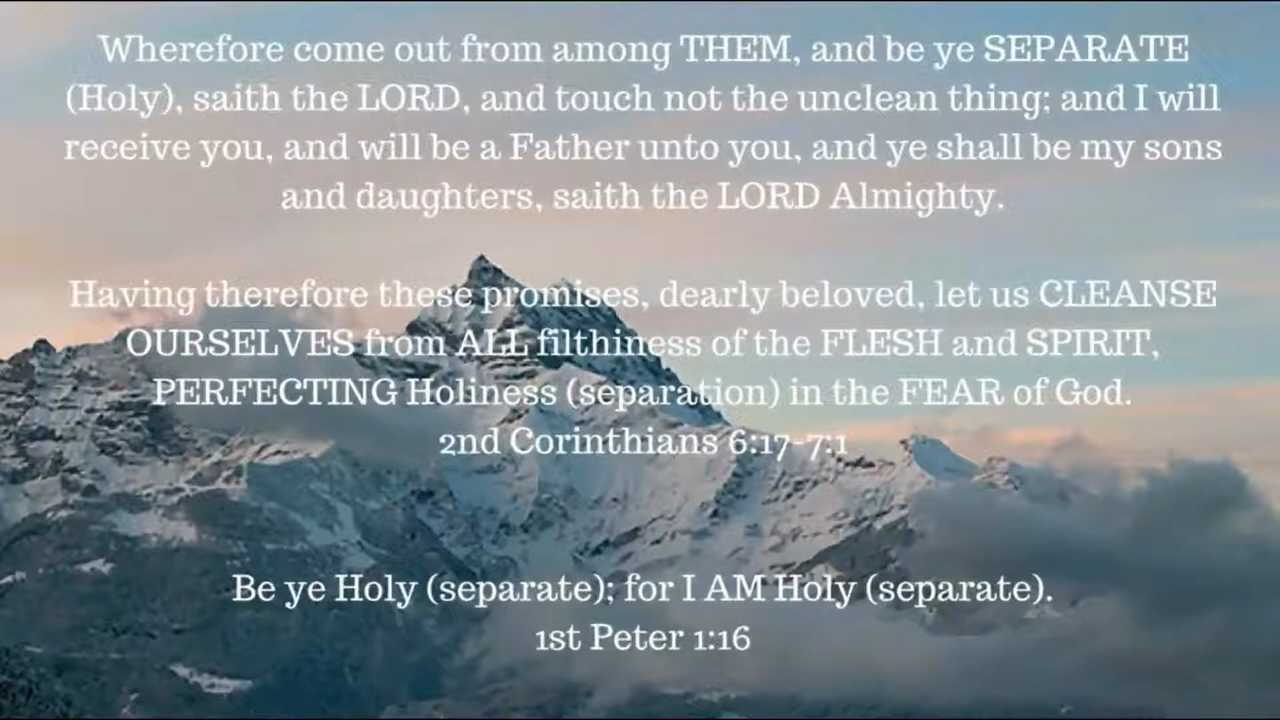 Wherefore come out from among THEM, and be ye SEPARATE
(Holy), saith the LORD, and touch not the unclean thing; and I will
receive you, and will be a Father unto you, and ye shall be my sons
and daughters, saith the LORD Almighty.
Having therefore these promises, dearly beloved, let us CLEANSE
OURSELVES from ALL filthiness of the FLESH and SPIRIT,
PERFECTING Holiness (separation) in the FEAR of God.
2nd Corinthians 6:17-7:1
Be ye Holy (separate); for I AM Holy (separate).
1st Peter 1:16